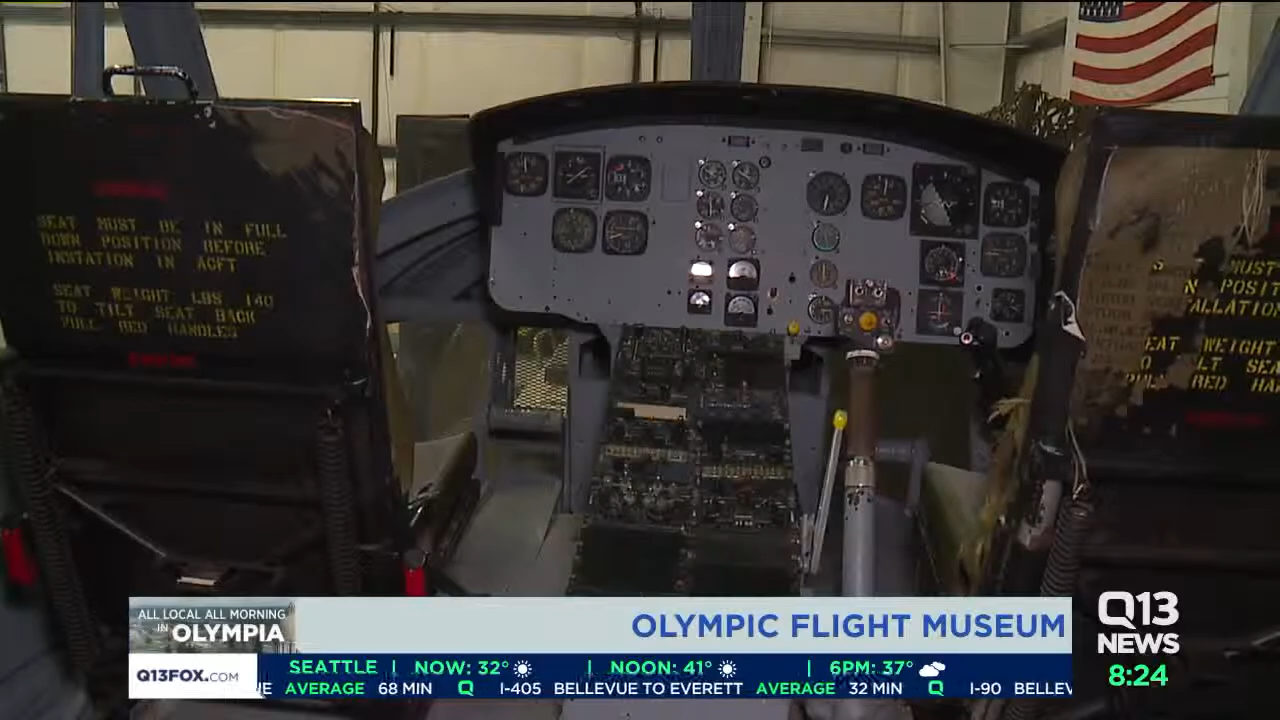 SEAT MUST BE IN FULL
DOWN POSITION BEFORE
IN ACFT
SEAT WEIGHT LBS 140
TO TILT SEAT BACK
PULL RED HANDLES
MUST
POSIT
ALLATION
EAT WEIGHT
LT SEA
RED HA
ALL LOCAL ALL MORNING
IN OLYMPIA
OLYMPIC FLIGHT MUSEUM
Q13
NEWS
8:24
Q13FOX.COM
SEATTLE | NOW: 32° | NOON: 41° | 6PM: 37°
AVERAGE 68 MIN Q I-405 BELLEVUE TO EVERETT AVERAGE 32 MIN Q I-90 BELLEV